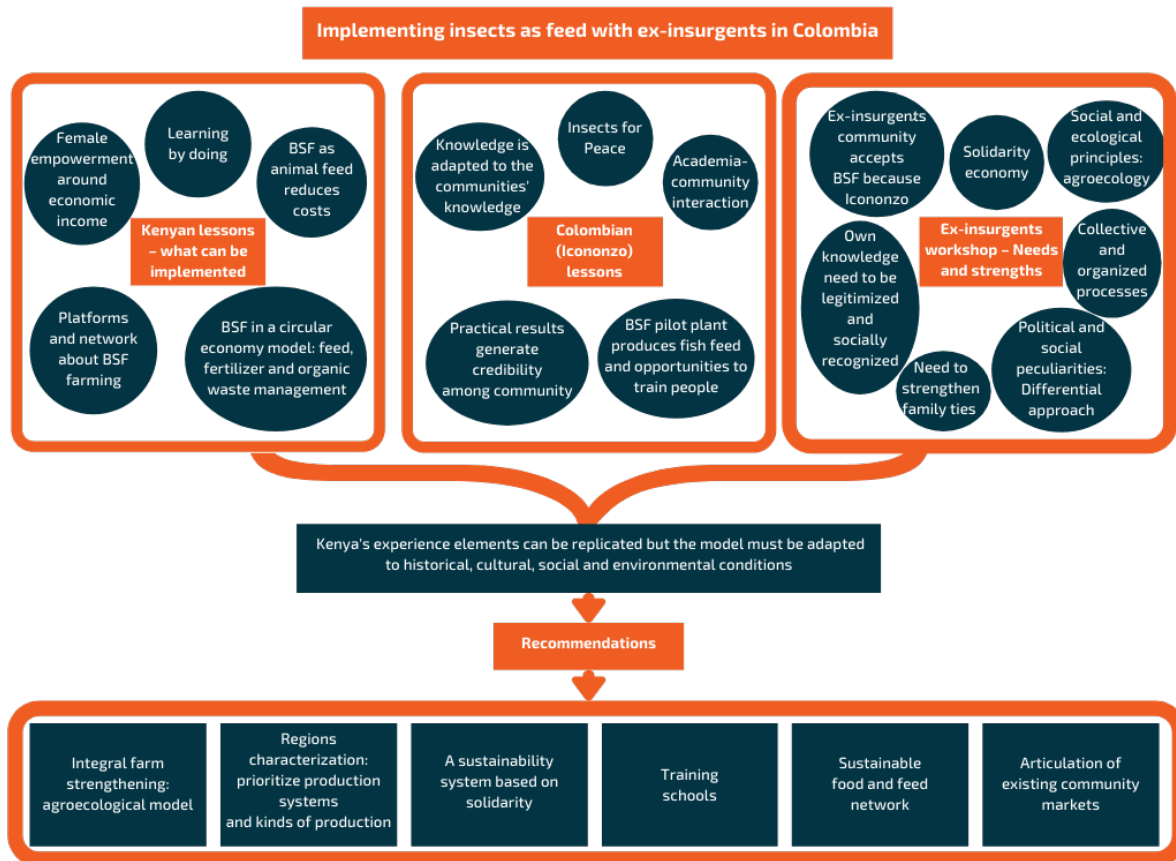 Implementing insects as feed with ex-insurgents in Colombia
Female
empowerment
around
economic
income
Learning
by doing
BSF as
animal feed
reduces
costs
Kenyan lessons
– what can be
implemented
Platforms
and network
about BSF
farming
BSF in a circular
economy model: feed,
fertilizer and organic
waste management
Knowledge is
adapted to the
communities'
knowledge
Insects for
Peace
Academia-
community
interaction
Colombian
(Icononzo)
lessons
Practical results
generate
credibility
among community
BSF pilot plant
produces fish feed
and opportunities to
train people
Ex-insurgents
community
accepts
BSF because
Icononzo
Solidarity
economy
Social and
ecological
principles:
agroecology
Own
knowledge
need to be
legitimized
and
socially
recognized
Ex-insurgents
workshop – Needs
and strengths
Collective
and
organized
processes
Need to
strengthen
family ties
Political and
social
peculiarities:
Differential
approach
Kenya's experience elements can be replicated but the model must be adapted
to historical, cultural, social and environmental conditions
Recommendations
Integral farm
strengthening:
agroecological model
Regions
characterization:
prioritize production
systems
and kinds of production
A sustainability
system based on
solidarity
Training
schools
Sustainable
food and feed
network
Articulation of
existing community
markets